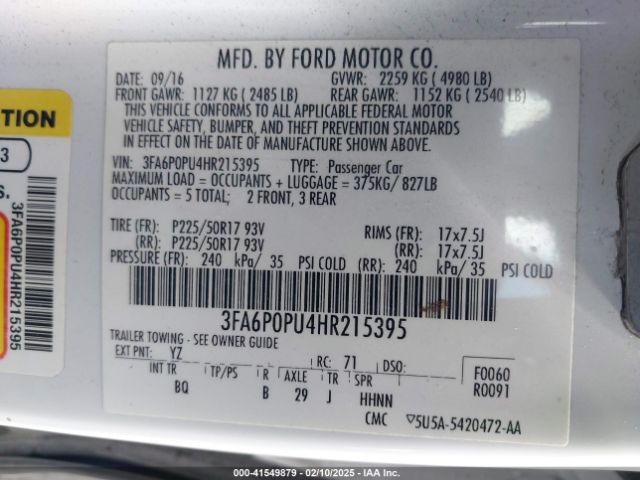 MFD. BY FORD MOTOR CO.
DATE: 09/16 GVWR: 2259 KG ( 4980 LB)
FRONT GAWR: 1127 KG ( 2485 LB) REAR GAWR: 1152 KG ( 2540 LB)
THIS VEHICLE CONFORMS TO ALL APPLICABLE FEDERAL MOTOR
VEHICLE SAFETY, BUMPER, AND THEFT PREVENTION STANDARDS
IN EFFECT ON THE DATE OF MANUFACTURE SHOWN ABOVE.
VIN: 3FA6P0PU4HR215395 TYPE: Passenger Car
MAXIMUM LOAD = OCCUPANTS + LUGGAGE = 375KG/ 827LB
OCCUPANTS = 5 TOTAL; 2 FRONT, 3 REAR
TIRE (FR): P225/50R17 93V RIMS (FR): 17x7.5J
(RR): P225/50R17 93V (RR): 17x7.5J
PRESSURE (FR): 240 kPa/ 35 PSI COLD (RR): 240 kPa/ 35 PSI COLD
3FA6P0PU4HR215395
TRAILER TOWING - SEE OWNER GUIDE
EXT PNT: YZ RC: 71 DSO: F0060
INT TR TP/PS R AXLE TR SPR R0091
BQ B 29 J HHNN
CMC ▽5U5A-5420472-AA
TION
3
S.
3FA6P0PU4HR215395
000-41549879 — 02/10/2025 — IAA Inc.